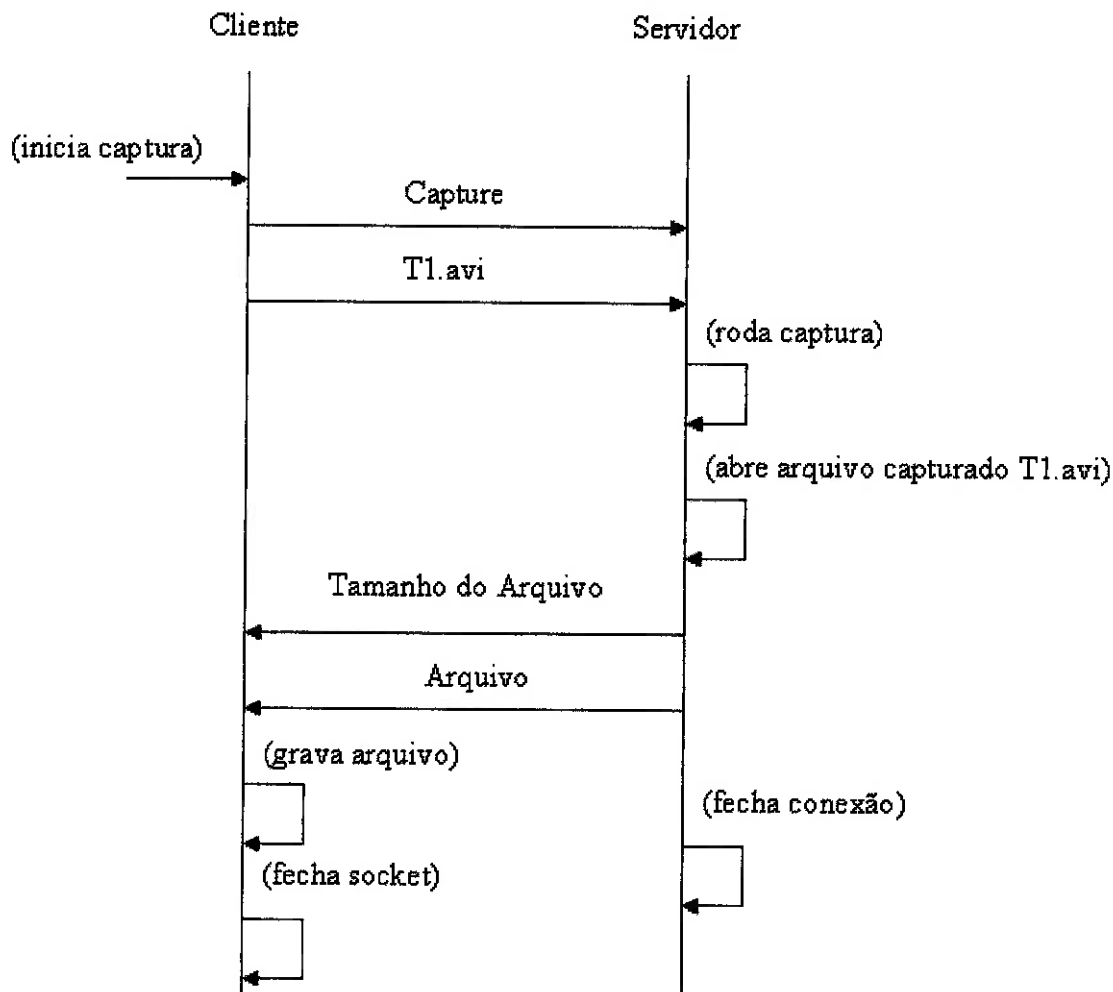 Cliente
Servidor
(inicia captura)
Capture
T1.avi
(roda captura)
(abre arquivo capturado T1.avi)
Tamanho do Arquivo
Arquivo
(grava arquivo)
(fecha conexão)
(fecha socket)